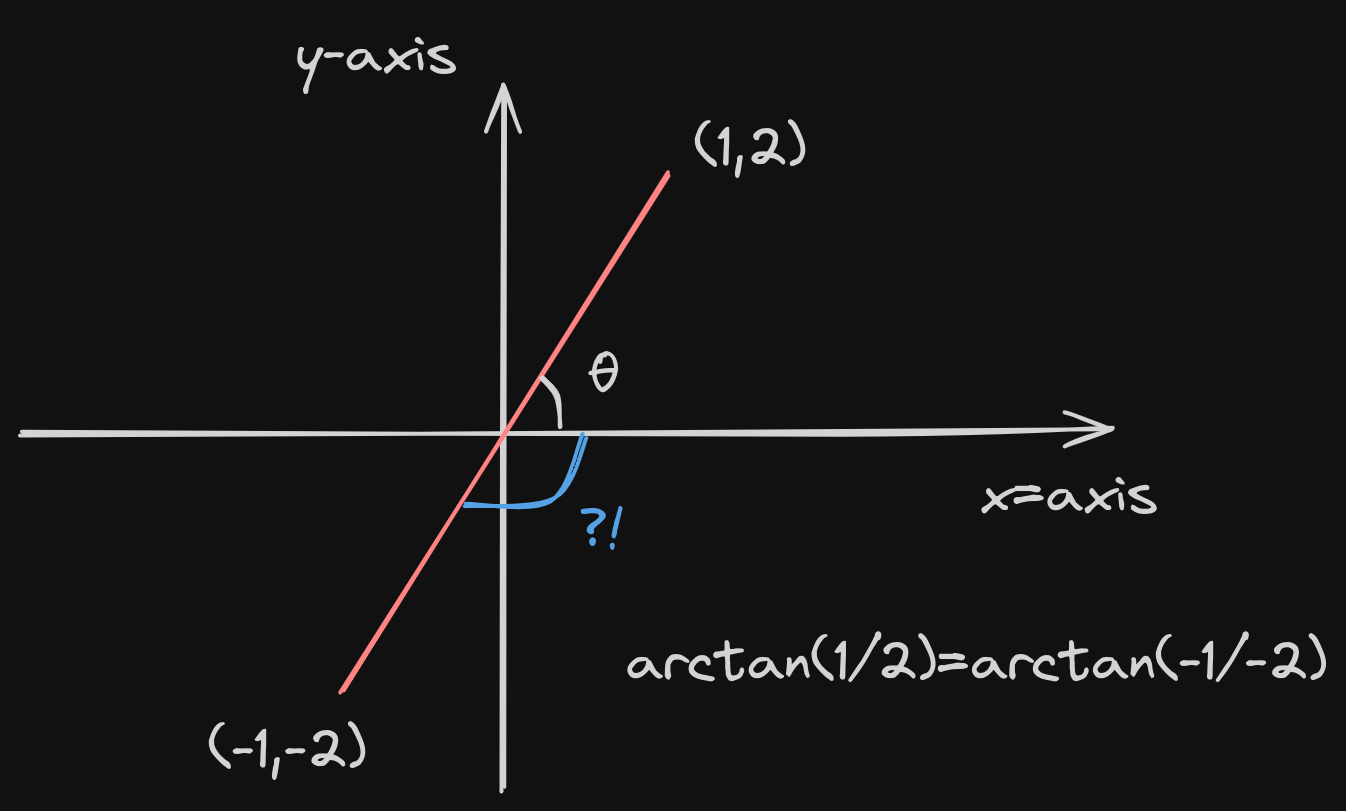 y-axis
(1,2)
θ
x=axis
?!
arctan(1/2)=arctan(-1/-2)
(-1,-2)